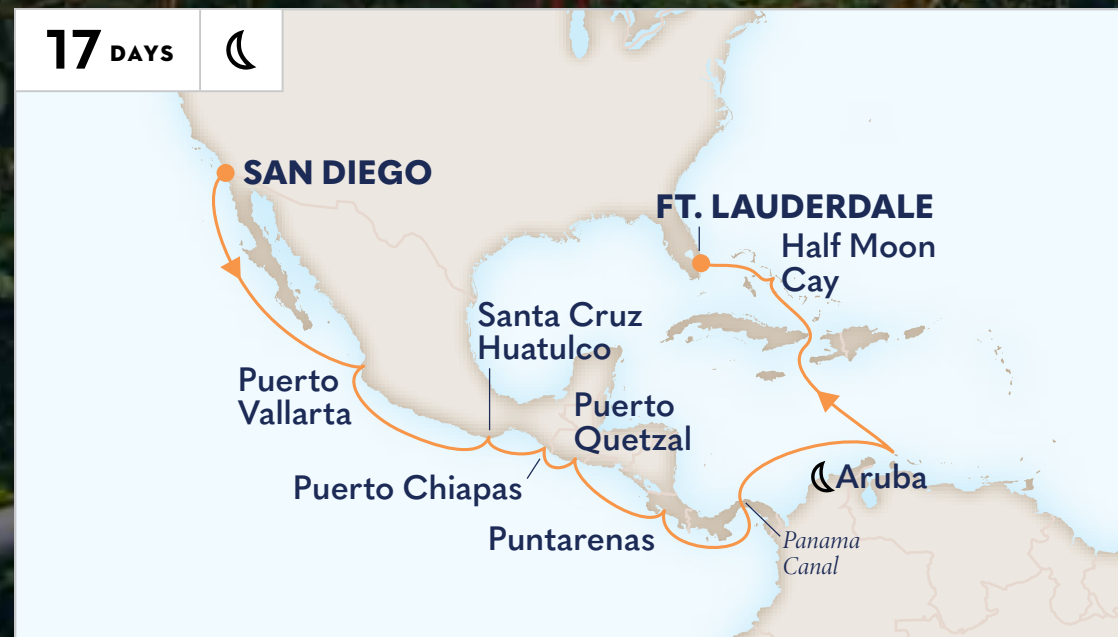 17 DAYS
SAN DIEGO
FT. LAUDERDALE
Half Moon
Cay
Santa Cruz
Huatulco
Puerto
Vallarta
Puerto
Quetzal
Puerto Chiapas
Aruba
Puntarenas
Panama
Canal